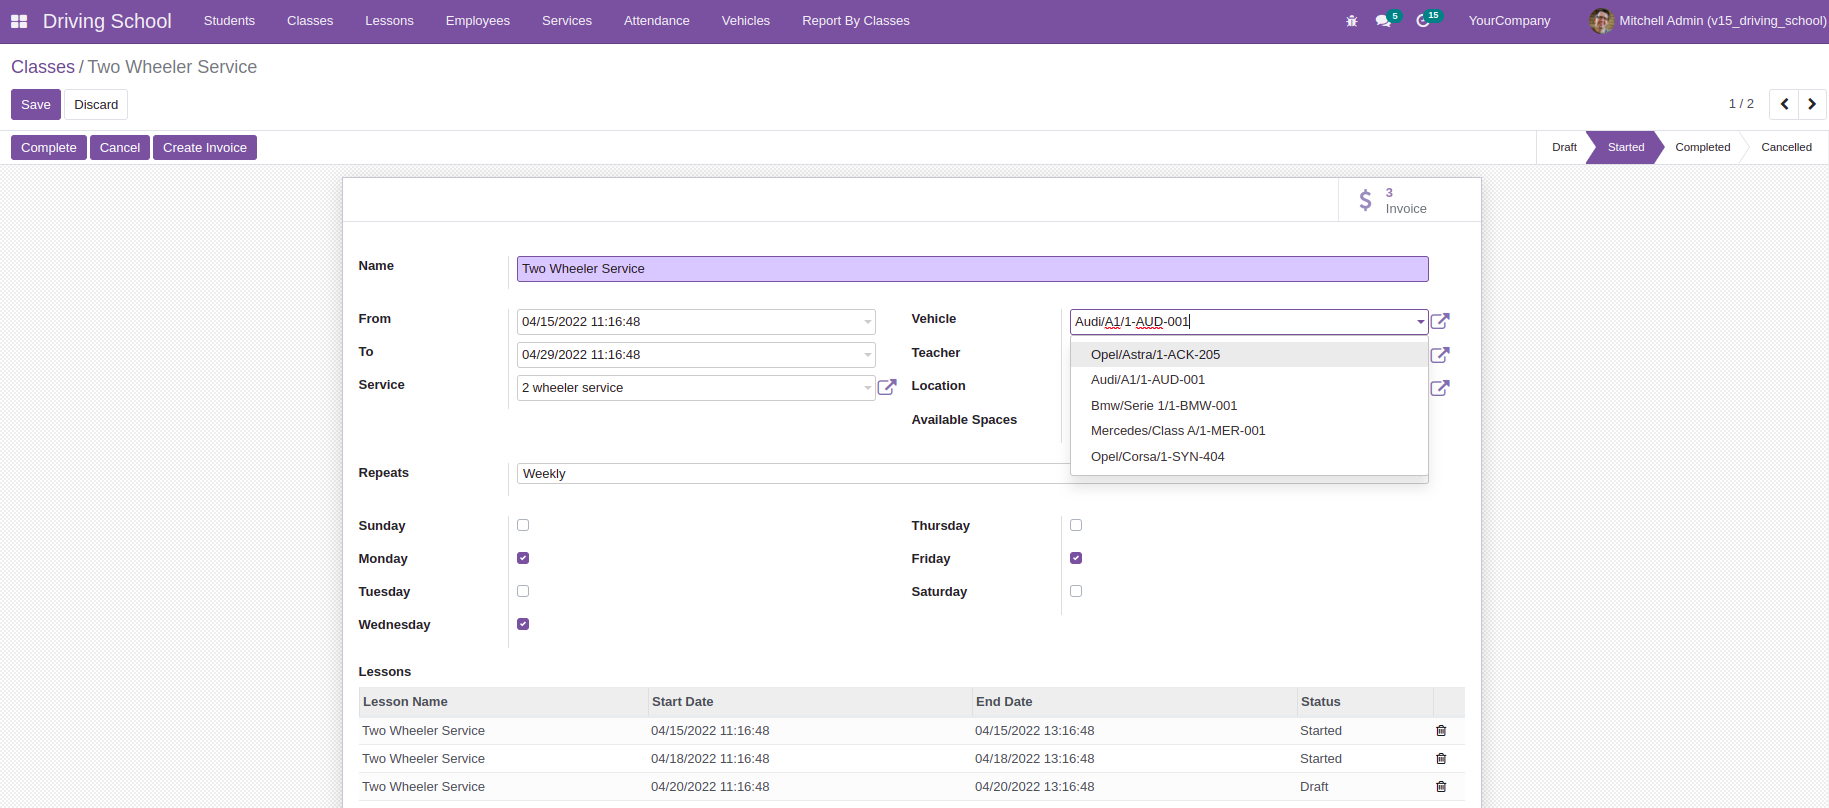 Driving School Students Classes Lessons Employees Services Attendance Vehicles Report By Classes 5 15 YourCompany Mitchell Admin (v15_driving_school)
Classes / Two Wheeler Service
Save Discard 1 / 2
Complete Cancel Create Invoice Draft Started Completed Cancelled
$ 3
Invoice
Name Two Wheeler Service
From 04/15/2022 11:16:48 Vehicle Audi/A1/1-AUD-001
To 04/29/2022 11:16:48 Teacher Opel/Astra/1-ACK-205
Service 2 wheeler service Location Audi/A1/1-AUD-001
Bmw/Serie 1/1-BMW-001
Available Spaces Mercedes/Class A/1-MER-001
Opel/Corsa/1-SYN-404
Repeats Weekly
Sunday Thursday
Monday Friday
Tuesday Saturday
Wednesday
Lessons
Lesson Name Start Date End Date Status
Two Wheeler Service 04/15/2022 11:16:48 04/15/2022 13:16:48 Started
Two Wheeler Service 04/18/2022 11:16:48 04/18/2022 13:16:48 Started
Two Wheeler Service 04/20/2022 11:16:48 04/20/2022 13:16:48 Draft